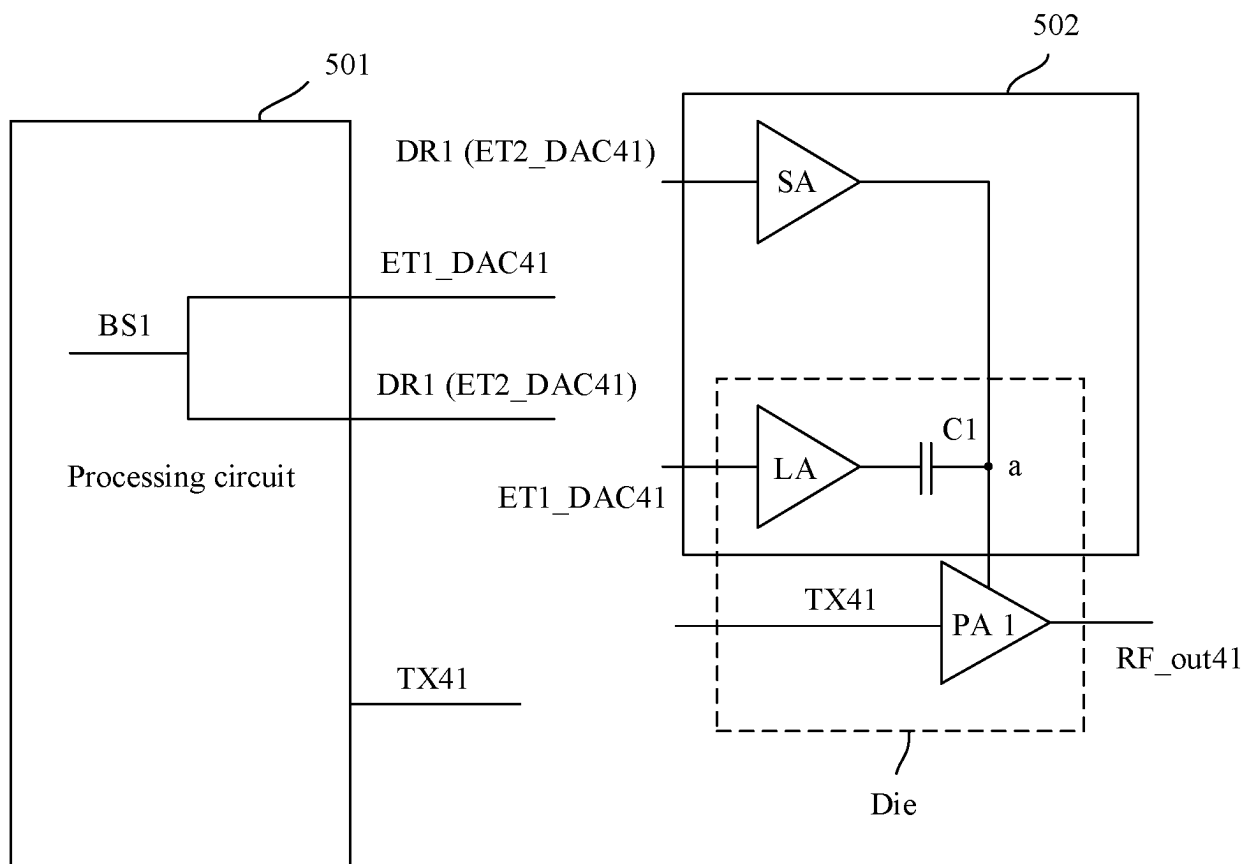 501
502
DR1 (ET2_DAC41)
SA
ET1_DAC41
BS1
DR1 (ET2_DAC41)
C1
Processing circuit
LA
a
ET1_DAC41
TX41
PA 1
RF_out41
TX41
Die